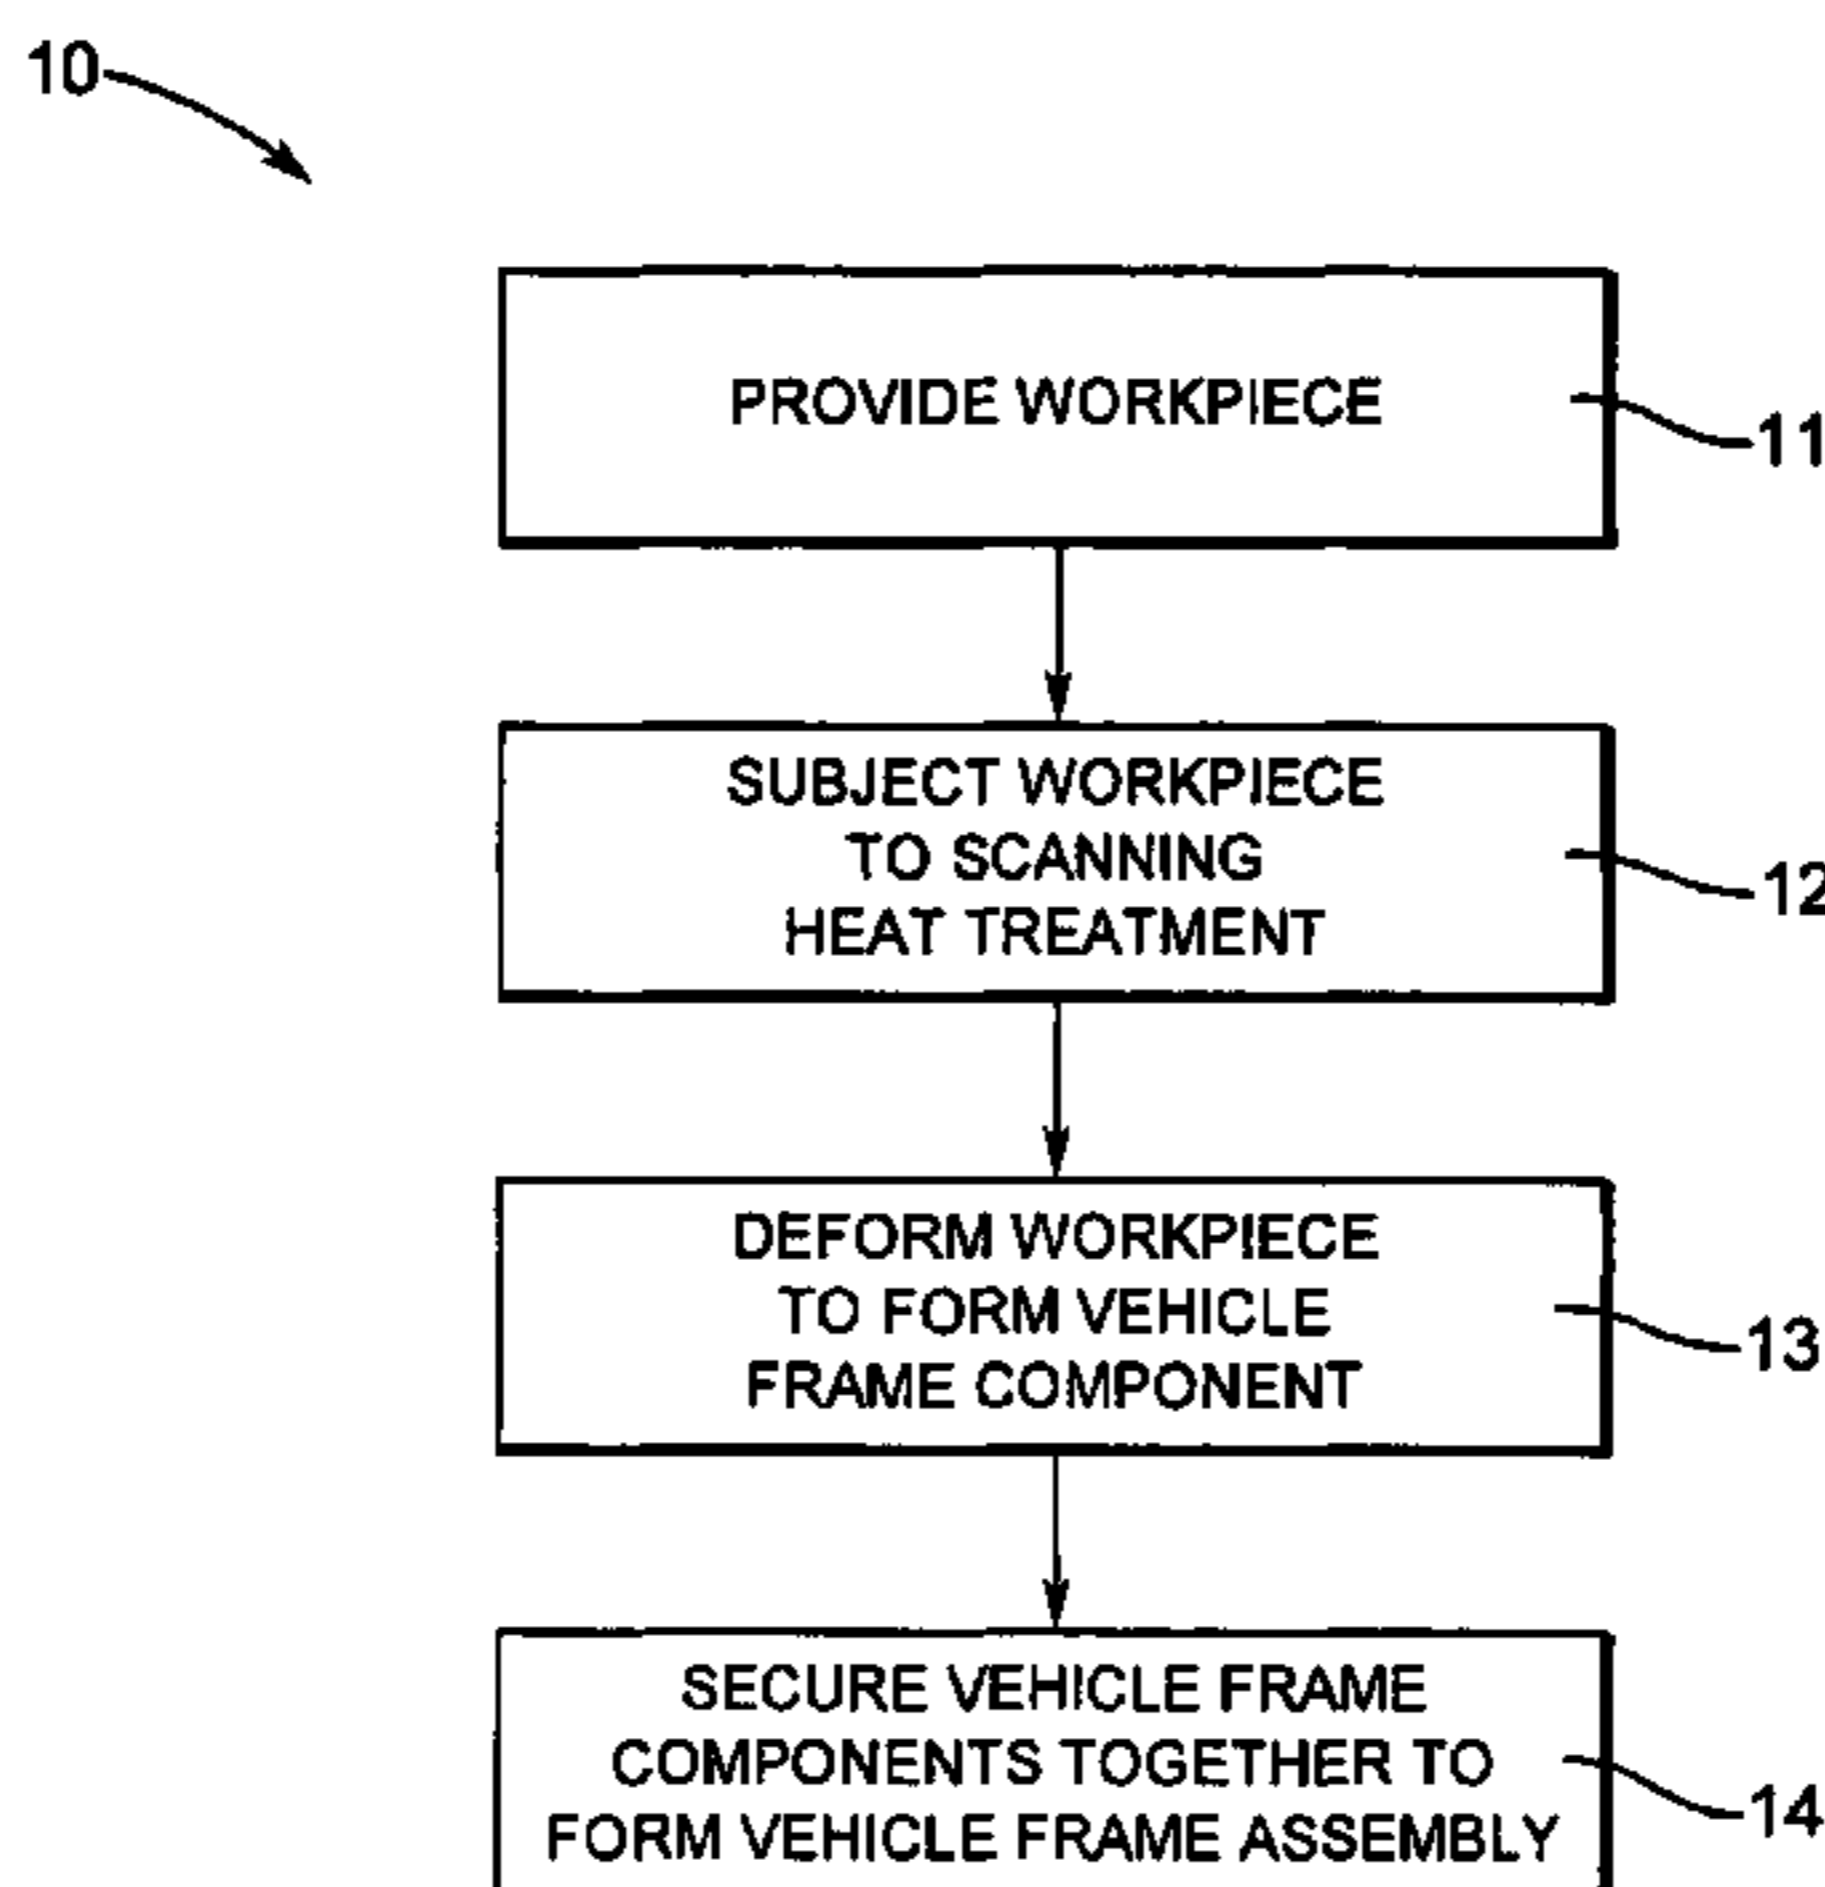 10
PROVIDE WORKPIECE
11
SUBJECT WORKPIECE
TO SCANNING
HEAT TREATMENT
12
DEFORM WORKPIECE
TO FORM VEHICLE
FRAME COMPONENT
13
SECURE VEHICLE FRAME
COMPONENTS TOGETHER TO
FORM VEHICLE FRAME ASSEMBLY
14